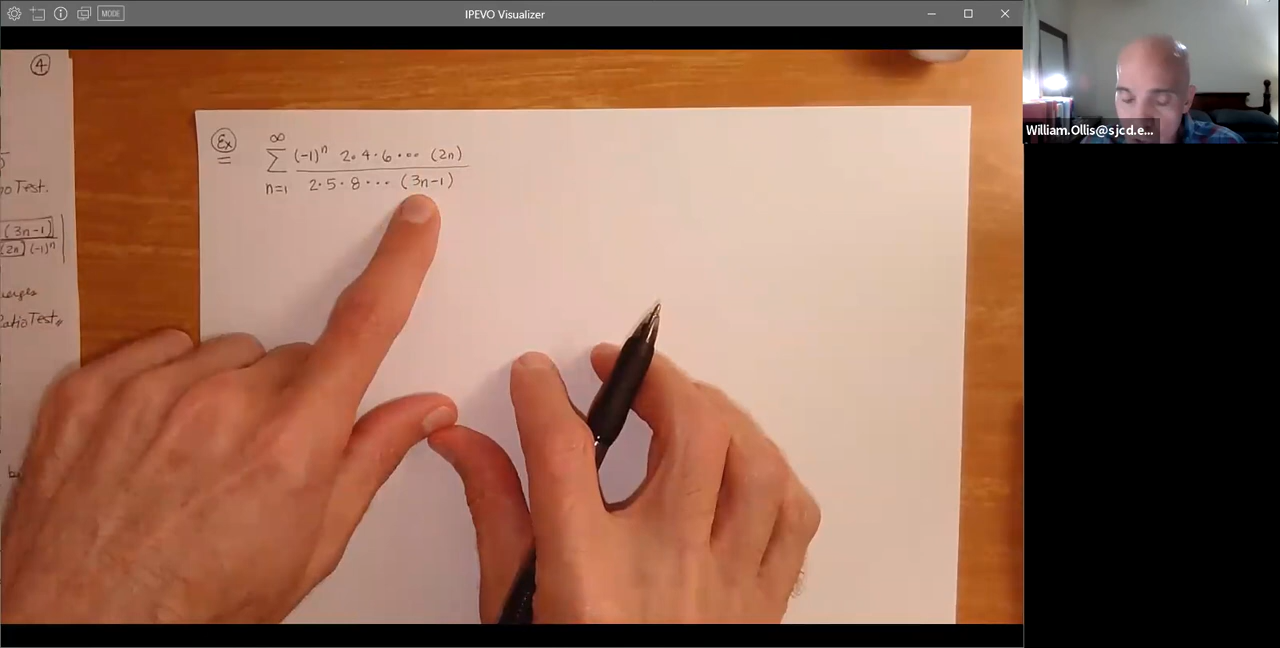 MODE
IPEVO Visualizer
4
Ex
∞
Σ (-1)^n 2·4·6··· (2n)
n=1 2·5·8··· (3n-1)
Test.
(3n-1)
(2n) (-1)^n
Ratio Test
William.Ollis@sjcd.e...